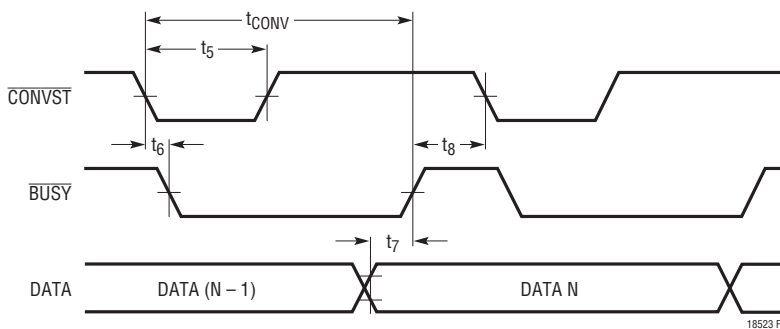 tCONV
t5
CONVST
t6
t8
BUSY
t7
DATA
DATA (N – 1)
DATA N
18523 F